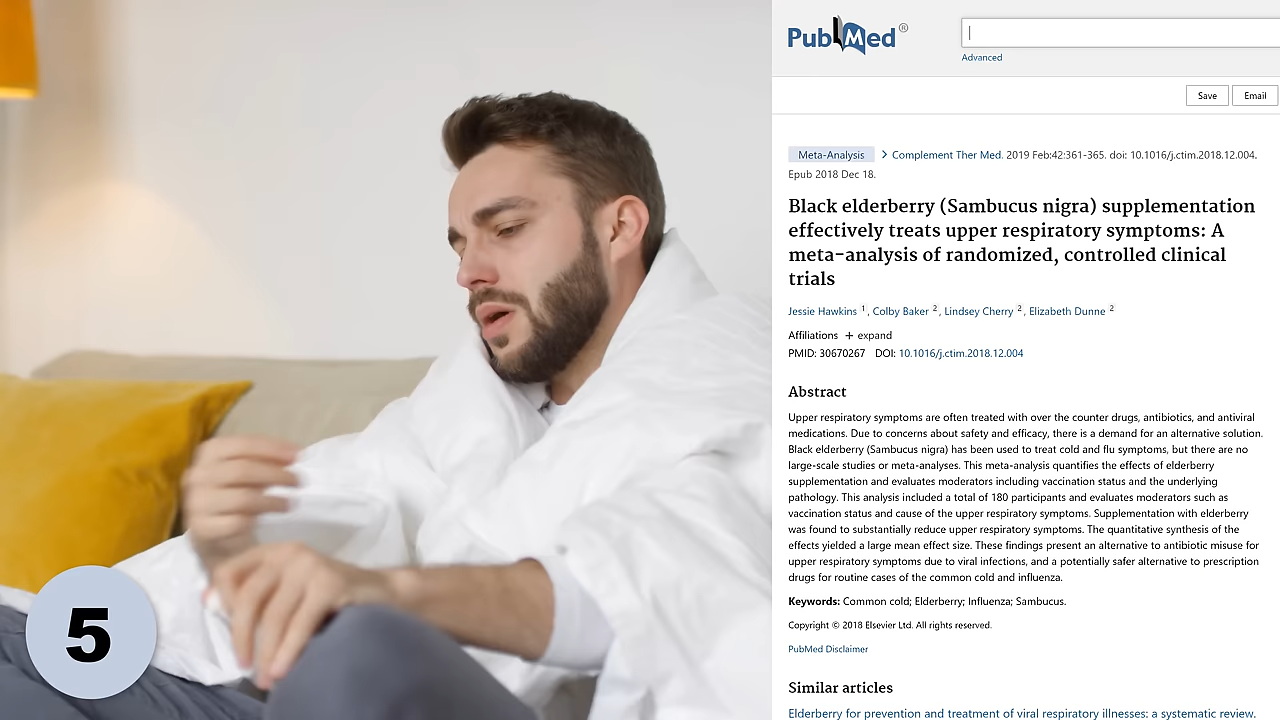 5
PubMed®
Advanced
Save Email
Meta-Analysis > Complement Ther Med. 2019 Feb:42:361-365. doi: 10.1016/j.ctim.2018.12.004.
Epub 2018 Dec 18.
Black elderberry (Sambucus nigra) supplementation
effectively treats upper respiratory symptoms: A
meta-analysis of randomized, controlled clinical
trials
Jessie Hawkins 1, Colby Baker 2, Lindsey Cherry 2, Elizabeth Dunne 2
Affiliations + expand
PMID: 30670267 DOI: 10.1016/j.ctim.2018.12.004
Abstract
Upper respiratory symptoms are often treated with over the counter drugs, antibiotics, and antiviral
medications. Due to concerns about safety and efficacy, there is a demand for an alternative solution.
Black elderberry (Sambucus nigra) has been used to treat cold and flu symptoms, but there are no
large-scale studies or meta-analyses. This meta-analysis quantifies the effects of elderberry
supplementation and evaluates moderators including vaccination status and the underlying
pathology. This analysis included a total of 180 participants and evaluates moderators such as
vaccination status and cause of the upper respiratory symptoms. Supplementation with elderberry
was found to substantially reduce upper respiratory symptoms. The quantitative synthesis of the
effects yielded a large mean effect size. These findings present an alternative to antibiotic misuse for
upper respiratory symptoms due to viral infections, and a potentially safer alternative to prescription
drugs for routine cases of the common cold and influenza.
Keywords: Common cold; Elderberry; Influenza; Sambucus.
Copyright © 2018 Elsevier Ltd. All rights reserved.
PubMed Disclaimer
Similar articles
Elderberry for prevention and treatment of viral respiratory illnesses: a systematic review.